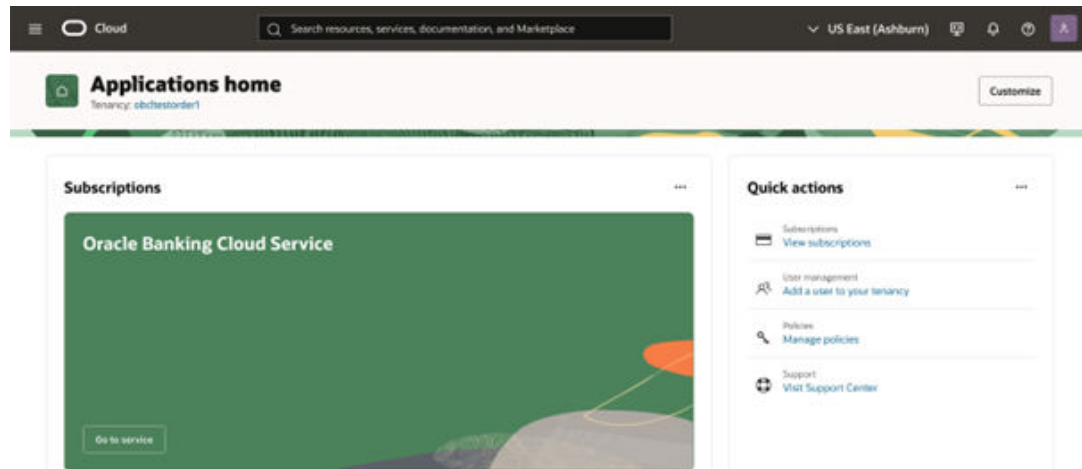 Cloud
Search resources, services, documentation, and Marketplace
US East (Ashburn)
Applications home
Tenancy: obchestorder1
Customize
Subscriptions
Oracle Banking Cloud Service
Go to service
Quick actions
Subscriptions
View subscriptions
User management
Add a user to your tenancy
Policies
Manage policies
Support
Visit Support Center